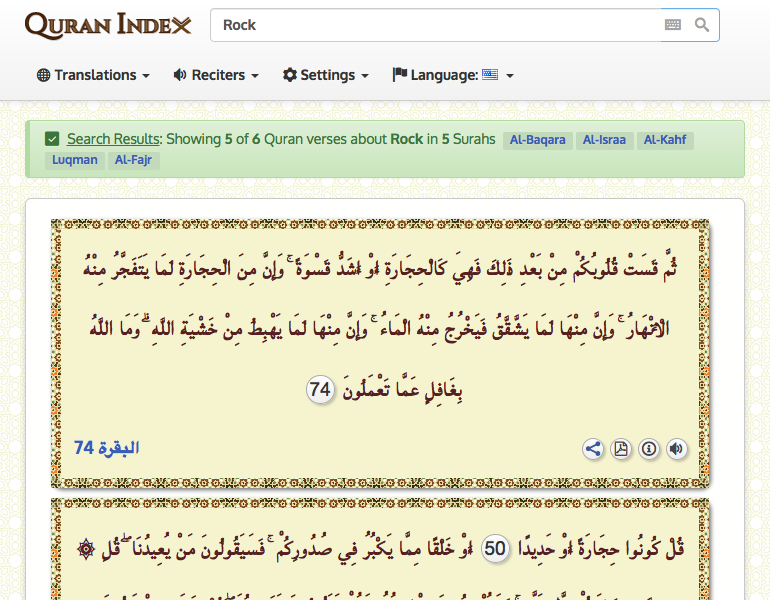 QURAN INDEX
Rock
Translations Reciters Settings Language:
Search Results: Showing 5 of 6 Quran verses about Rock in 5 Surahs Al-Baqara Al-Israa Al-Kahf
Luqman Al-Fajr
ثُمَّ قَسَتْ قُلُوبُكُمْ مِنْ بَعْدِ ذَٰلِكَ فَهِيَ كَالْحِجَارَةِ أَوْ أَشَدُّ قَسْوَةً ۚ وَإِنَّ مِنَ الْحِجَارَةِ لَمَا يَتَفَجَّرُ مِنْهُ
الْأَنْهَارُ ۚ وَإِنَّ مِنْهَا لَمَا يَشَّقَّقُ فَيَخْرُجُ مِنْهُ الْمَاءُ ۚ وَإِنَّ مِنْهَا لَمَا يَهْبِطُ مِنْ خَشْيَةِ اللَّهِ ۗ وَمَا اللَّهُ
بِغَافِلٍ عَمَّا تَعْمَلُونَ 74
البقرة 74
قُلْ كُونُوا حِجَارَةً أَوْ حَدِيدًا 50 أَوْ خَلْقًا مِمَّا يَكْبُرُ فِي صُدُورِكُمْ ۚ فَسَيَقُولُونَ مَنْ يُعِيدُنَا ۖ قُلِ ۞